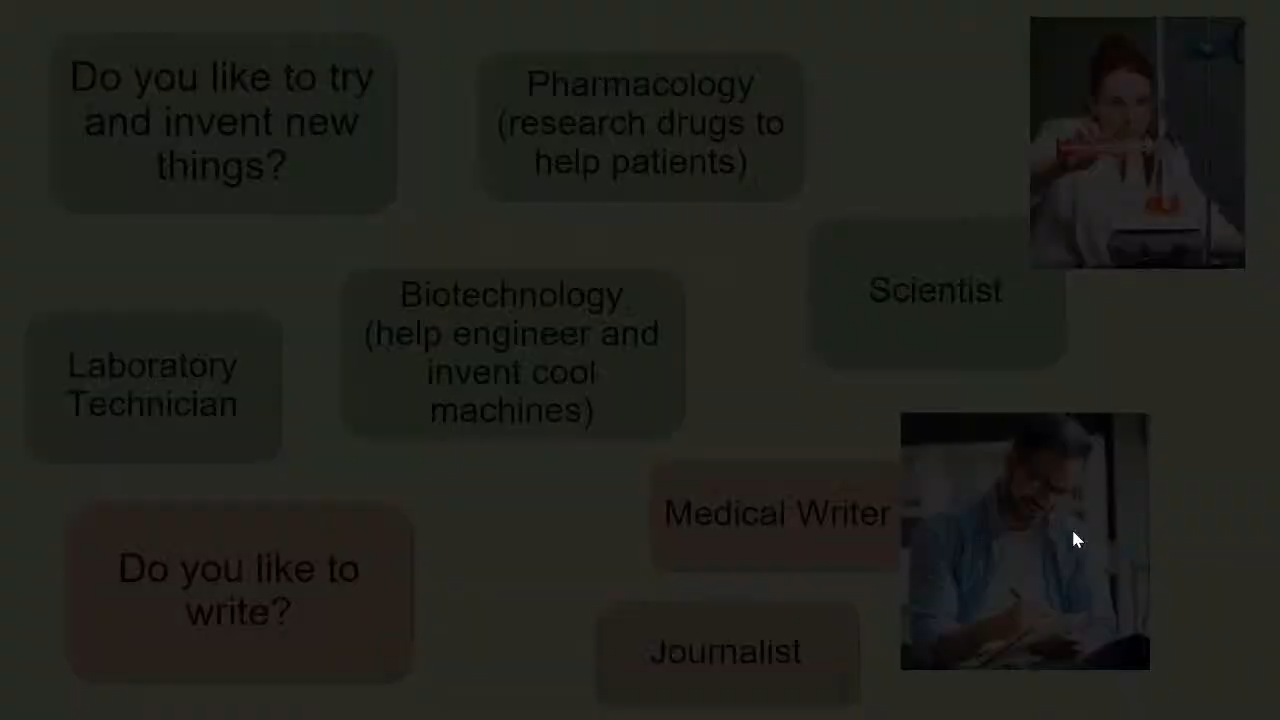 Do you like to try
and invent new
things?
Pharmacology
(research drugs to
help patients)
Scientist
Biotechnology
(help engineer and
invent cool
machines)
Laboratory
Technician
Medical Writer
Do you like to
write?
Journalist